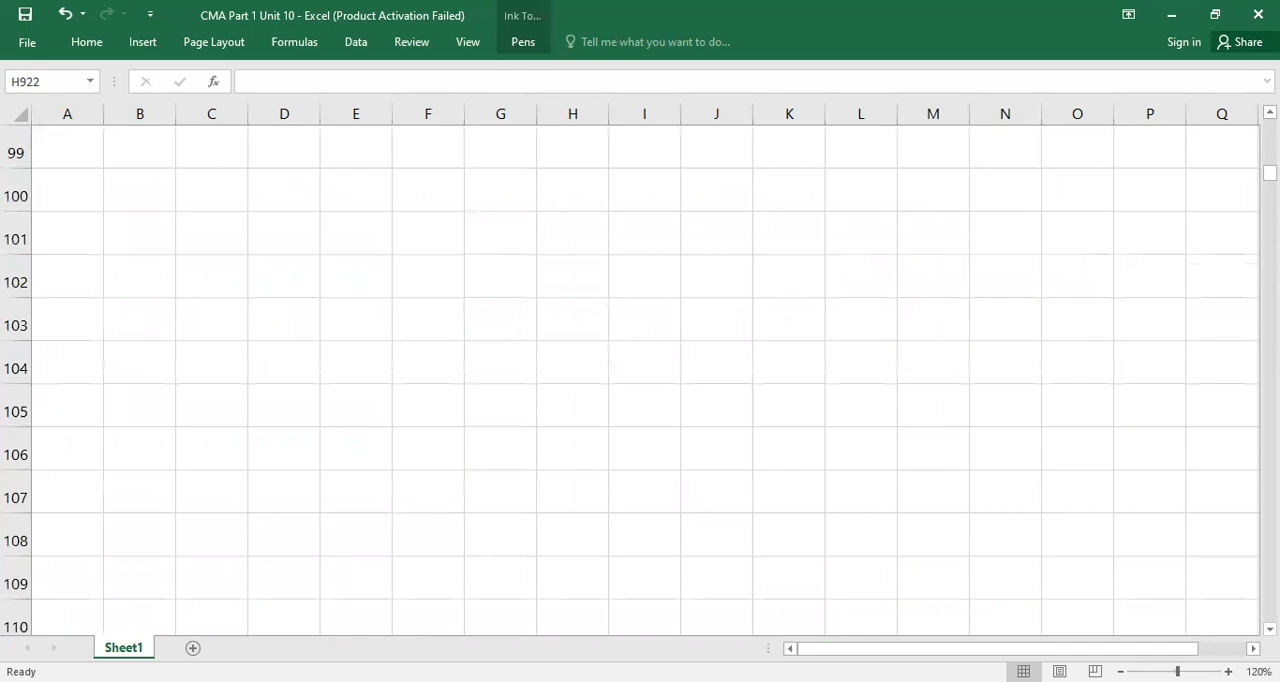 CMA Part 1 Unit 10 - Excel (Product Activation Failed)
Ink To...
File
Home
Insert
Page Layout
Formulas
Data
Review
View
Pens
Tell me what you want to do...
Sign in
Share
H922
fx
A B C D E F G H I J K L M N O P Q
99
100
101
102
103
104
105
106
107
108
109
110
Sheet1
Ready
120%